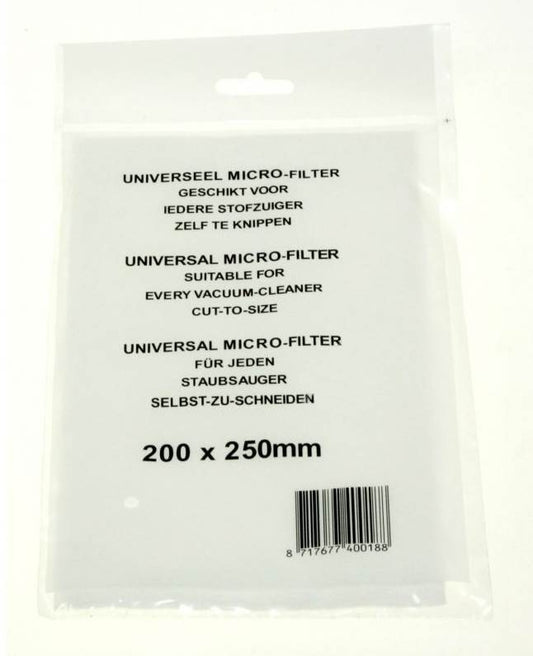 UNIVERSEEL MICRO-FILTER
GESCHIKT VOOR
IEDERE STOFZUIGER
ZELF TE KNIPPEN
UNIVERSAL MICRO-FILTER
SUITABLE FOR
EVERY VACUUM-CLEANER
CUT-TO-SIZE
UNIVERSAL MICRO-FILTER
FÜR JEDEN
STAUBSAUGER
SELBST-ZU-SCHNEIDEN
200 x 250mm
8 717677 400188